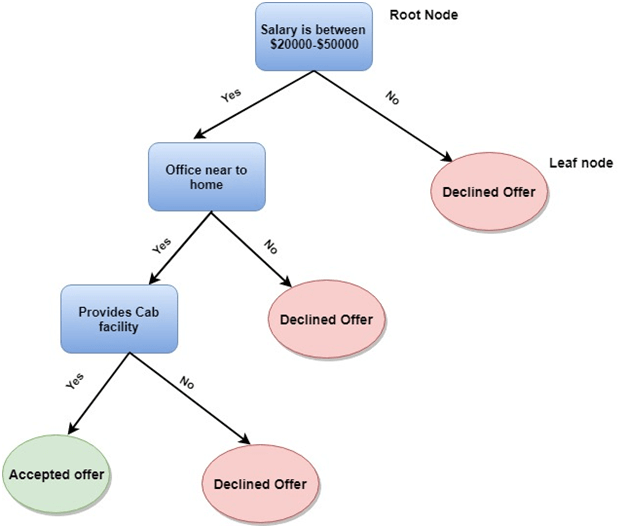 Root Node
Salary is between
$20000-$50000
Yes
No
Office near to
home
Leaf node
Declined Offer
Yes
No
Provides Cab
facility
Declined Offer
Yes
No
Accepted offer
Declined Offer